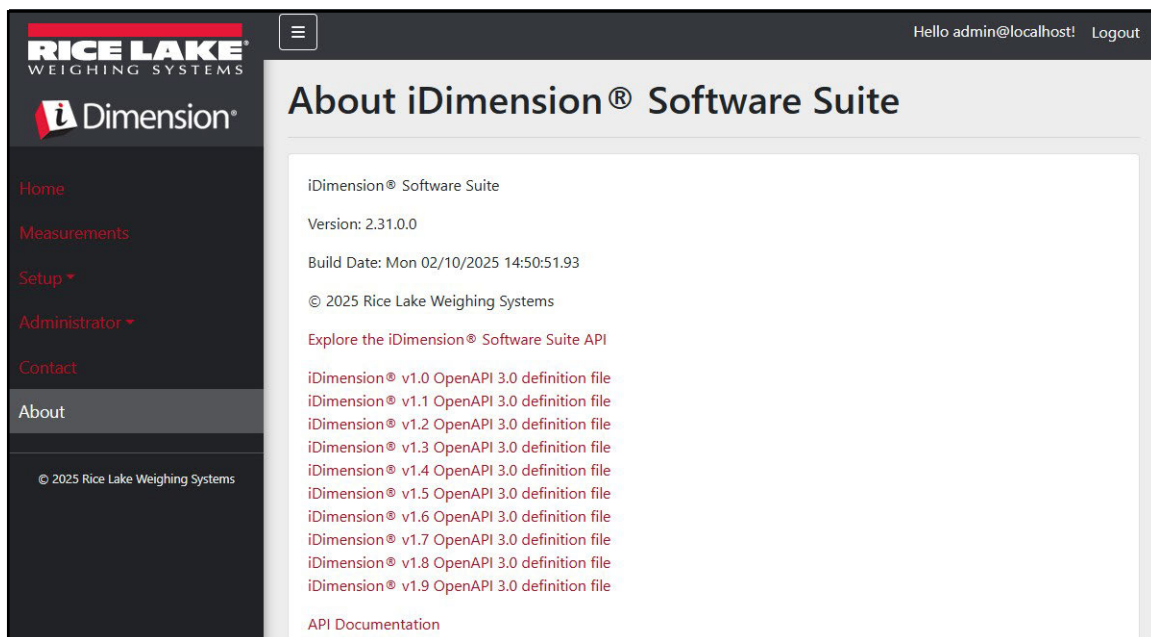 RICE LAKE®
WEIGHING SYSTEMS
i Dimension®
Home
Measurements
Setup
Administrator
Contact
About
© 2025 Rice Lake Weighing Systems
Hello admin@localhost! Logout
About iDimension® Software Suite
iDimension® Software Suite
Version: 2.31.0.0
Build Date: Mon 02/10/2025 14:50:51.93
© 2025 Rice Lake Weighing Systems
Explore the iDimension® Software Suite API
iDimension® v1.0 OpenAPI 3.0 definition file
iDimension® v1.1 OpenAPI 3.0 definition file
iDimension® v1.2 OpenAPI 3.0 definition file
iDimension® v1.3 OpenAPI 3.0 definition file
iDimension® v1.4 OpenAPI 3.0 definition file
iDimension® v1.5 OpenAPI 3.0 definition file
iDimension® v1.6 OpenAPI 3.0 definition file
iDimension® v1.7 OpenAPI 3.0 definition file
iDimension® v1.8 OpenAPI 3.0 definition file
iDimension® v1.9 OpenAPI 3.0 definition file
API Documentation